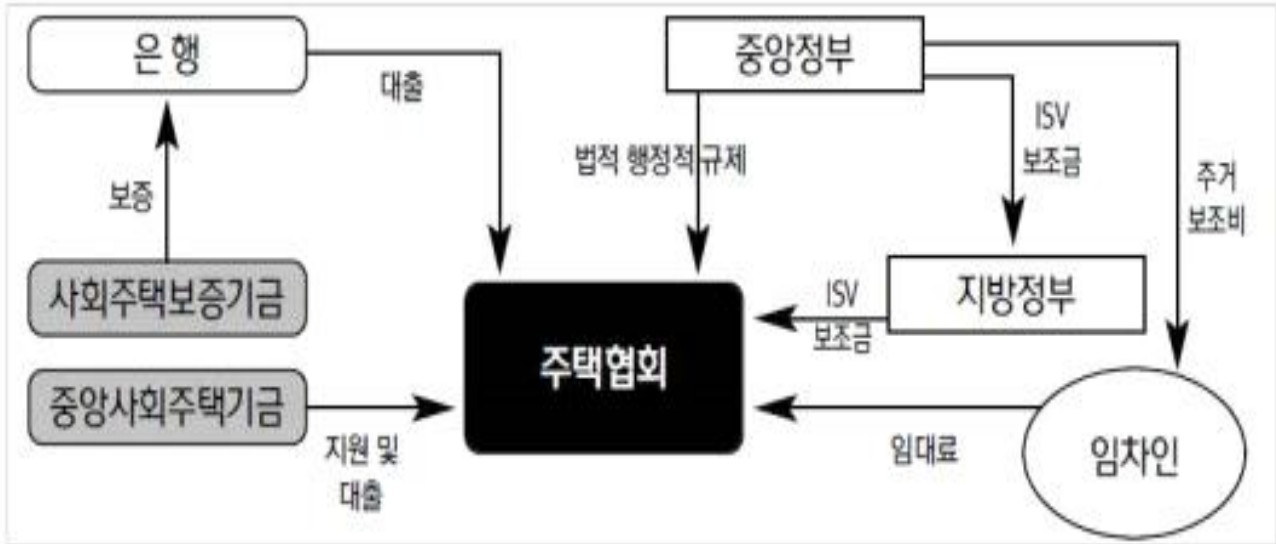 은 행
대출
보증
사회주택보증기금
중앙사회주택기금
지원 및
대출
주택협회
중앙정부
법적 행정적 규제
ISV
보조금
주거
보조비
지방정부
ISV
보조금
임대료
임차인